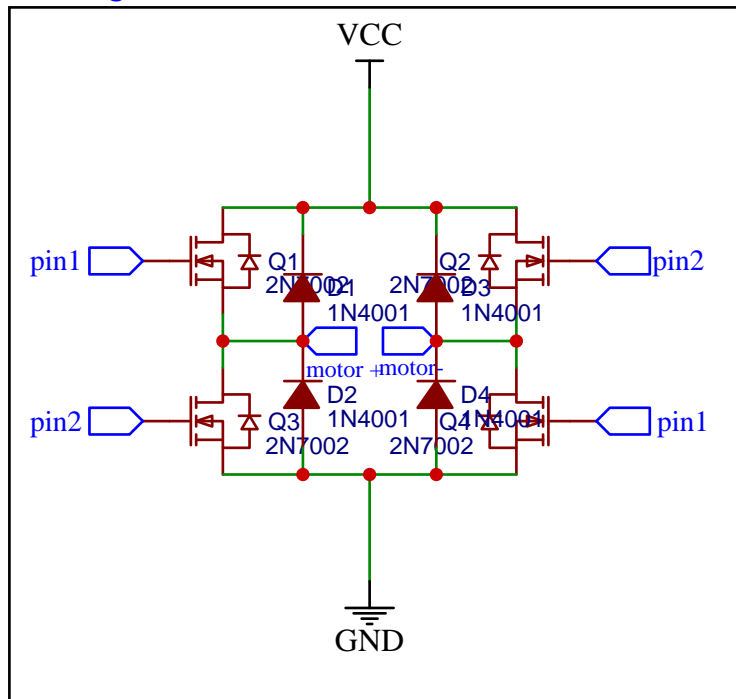 VCC
pin1
Q1
2N7002
D1
1N4001
Q2
2N7002
D3
1N4001
pin2
motor +
motor-
pin2
Q3
2N7002
D2
1N4001
D4
1N4001
Q4
2N7002
pin1
GND